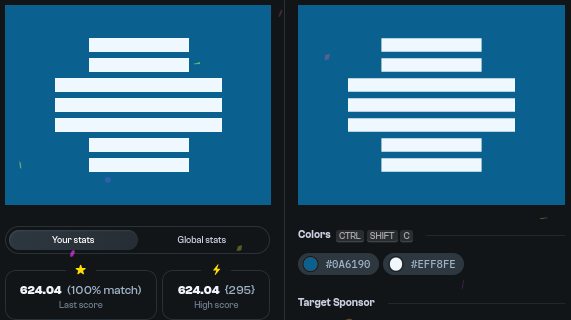 Your stats
Global stats
624.04 (100% match)
Last score
624.04 {295}
High score
Colors CTRL SHIFT C
#0A6190
#EFF8FE
Target Sponsor